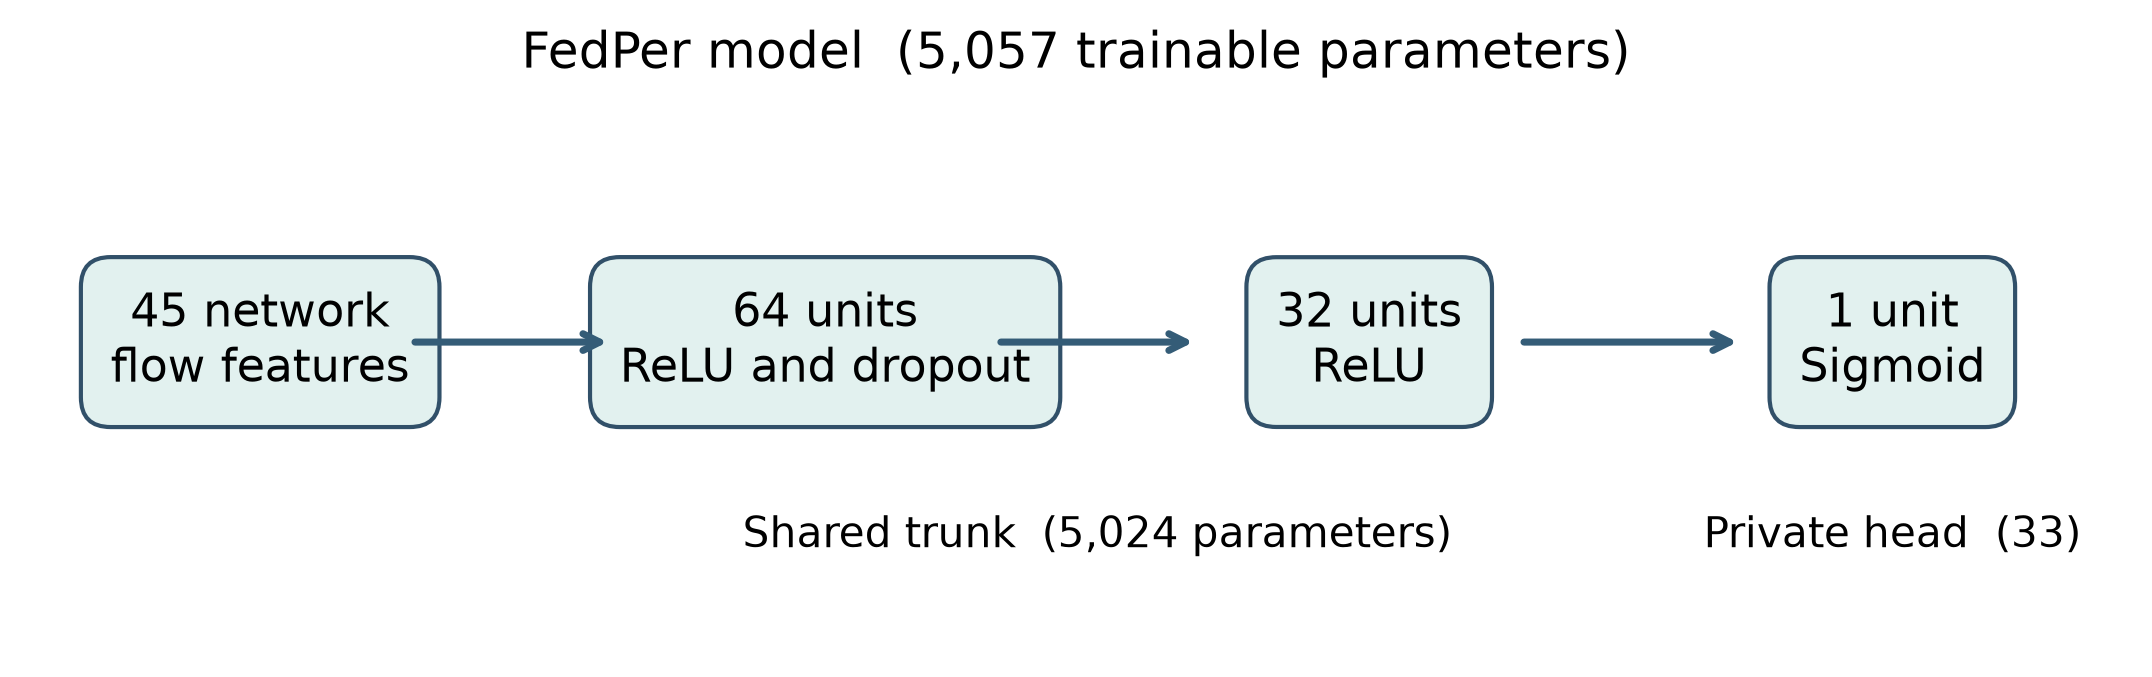 FedPer model  (5,057 trainable parameters)
45 network
flow features
64 units
ReLU and dropout
32 units
ReLU
1 unit
Sigmoid
Shared trunk  (5,024 parameters)
Private head  (33)